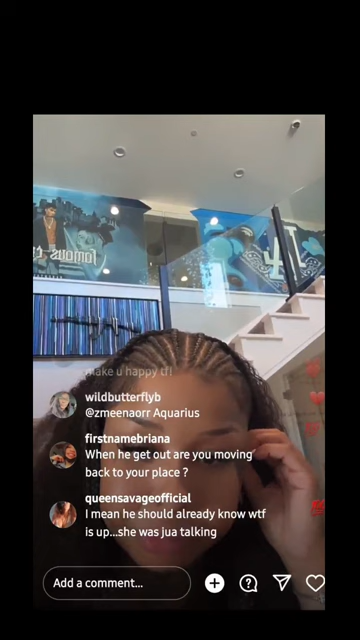 make u happy tf!
wildbutterflyb
@zmeenaorr Aquarius
firstnamebriana
When he get out are you moving
back to your place ?
queensavageofficial
I mean he should already know wtf
is up...she was jua talking
Add a comment...